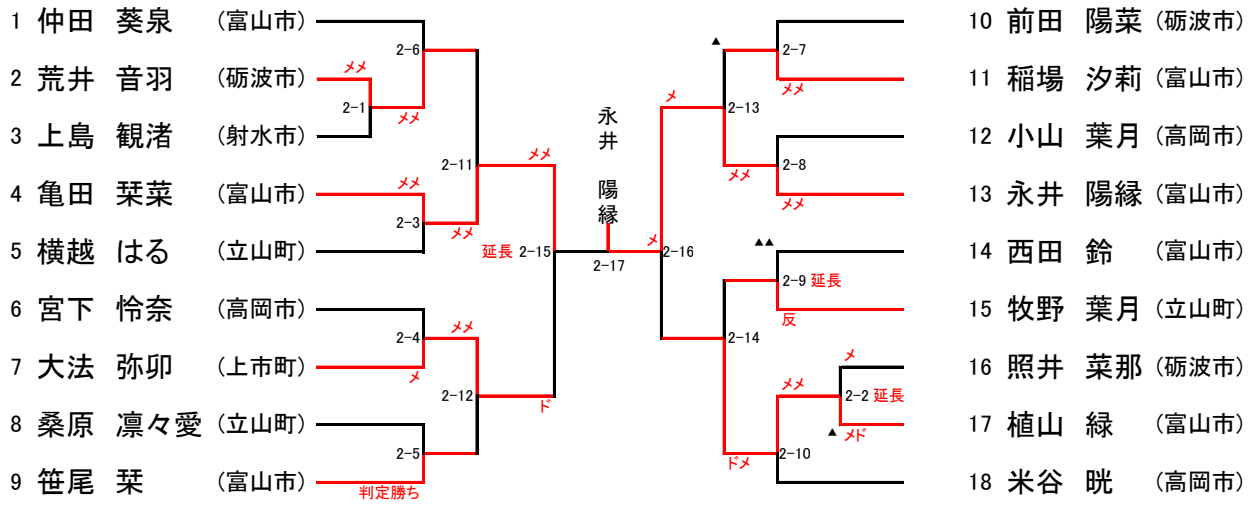 1 仲田 葵泉 (富山市)
2 荒井 音羽 (砺波市)
3 上島 観渚 (射水市)
4 亀田 栞菜 (富山市)
5 横越 はる (立山町)
6 宮下 怜奈 (高岡市)
7 大法 弥卯 (上市町)
8 桑原 凛々愛 (立山町)
9 笹尾 栞 (富山市)
メメ
2-1
2-6
メメ
メメ
2-3
メメ
2-11
メメ
2-4
メ
メメ
2-12
2-5
判定勝ち
延長 2-15
ド
永井 陽縁
2-17
メ
2-16
メ
▲
2-7
メメ
2-13
メメ
2-8
メメ
▲▲
2-9 延長
反
2-14
メ
2-2 延長
▲ メド
メメ
2-10
ドメ
10 前田 陽菜 (砺波市)
11 稲場 汐莉 (富山市)
12 小山 葉月 (高岡市)
13 永井 陽縁 (富山市)
14 西田 鈴 (富山市)
15 牧野 葉月 (立山町)
16 照井 菜那 (砺波市)
17 植山 緑 (富山市)
18 米谷 晄 (高岡市)